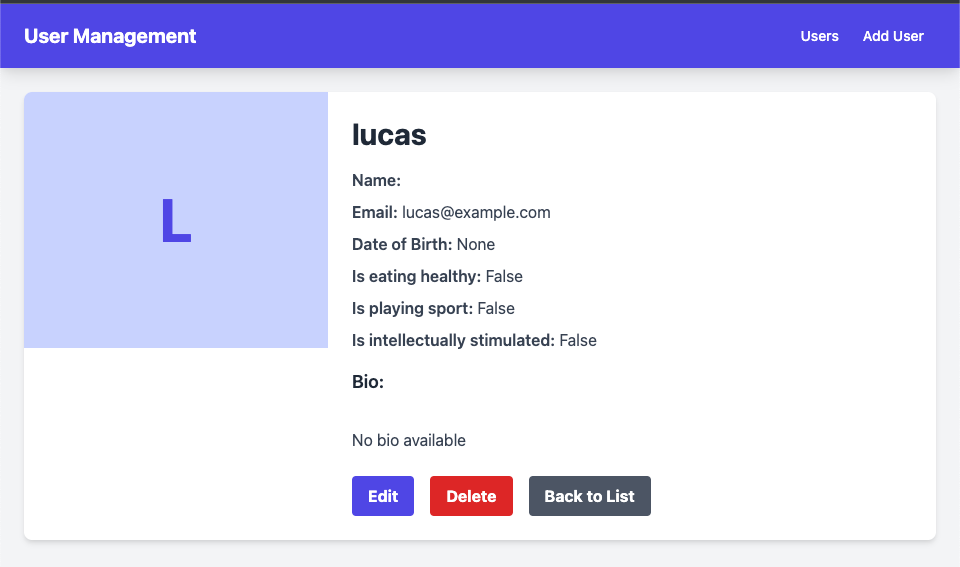 User Management
Users
Add User
L
lucas
Name:
Email: lucas@example.com
Date of Birth: None
Is eating healthy: False
Is playing sport: False
Is intellectually stimulated: False
Bio:
No bio available
Edit
Delete
Back to List